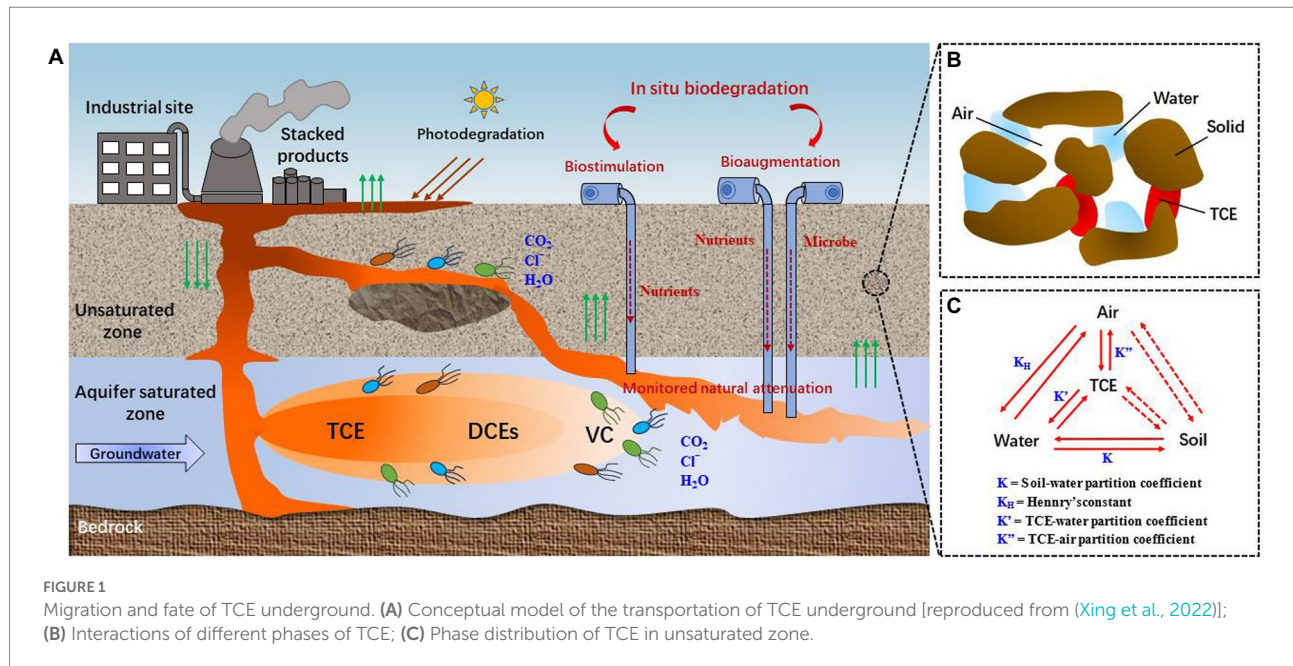 A
Industrial site
Stacked
products
Photodegradation
In situ biodegradation
Biostimulation
Bioaugmentation
Nutrients
Microbe
CO₂
Cl⁻
H₂O
Nutrients
Unsaturated
zone
Monitored natural attenuation
Aquifer saturated
zone
TCE
DCEs
VC
CO₂
Cl⁻
H₂O
Groundwater
Bedrock
B
Air
Water
Solid
TCE
C
Air
K_H
K”
TCE
K’
Water
Soil
K
K = Soil-water partition coefficient
K_H = Hennry’sconstant
K’ = TCE-water partition coefficient
K” = TCE-air partition coefficient
FIGURE 1
Migration and fate of TCE underground. (A) Conceptual model of the transportation of TCE underground [reproduced from (Xing et al., 2022)];
(B) Interactions of different phases of TCE; (C) Phase distribution of TCE in unsaturated zone.